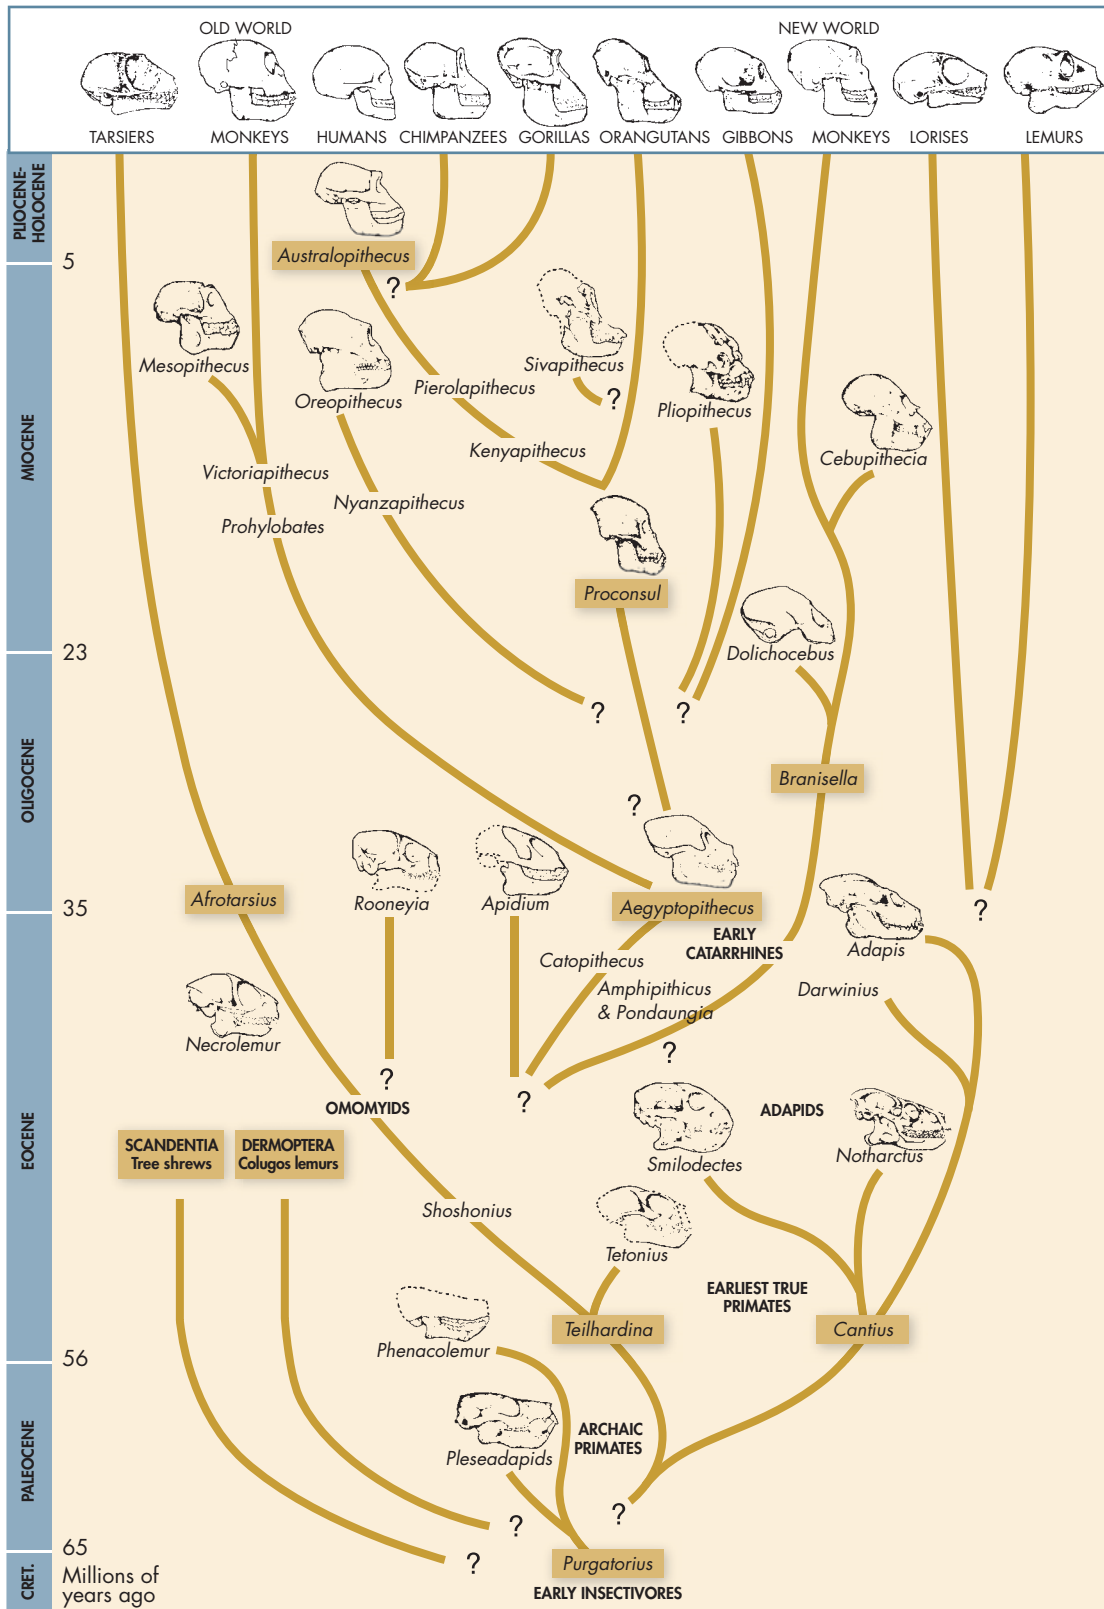 OLD WORLD
NEW WORLD
TARSIERS
MONKEYS
HUMANS
CHIMPANZEES
GORILLAS
ORANGUTANS
GIBBONS
MONKEYS
LORISES
LEMURS
PLIOCENE-
HOLOCENE
Australopithecus
5
?
Mesopithecus
Sivapithecus
?
Oreopithecus
Pierolapithecus
Pliopithecus
MIOCENE
Kenyapithecus
Cebupithecia
Victoriapithecus
Nyanzapithecus
Prohylobates
Proconsul
23
Dolichocebus
?
?
OLIGOCENE
Branisella
?
Afrotarsius
Rooneyia
Apidium
Aegyptopithecus
35
?
EARLY
CATARRHINES
Adapis
Catopithecus
Amphipithicus
& Pondaungia
Darwinius
Necrolemur
?
?
?
OMOMYIDS
ADAPIDS
EOCENE
SCANDENTIA
Tree shrews
DERMOPTERA
Colugos lemurs
Smilodectes
Notharctus
Shoshonius
Tetonius
EARLIEST TRUE
PRIMATES
Teilhardina
Cantius
Phenacolemur
56
PALEOCENE
ARCHAIC
PRIMATES
Pleseadapids
?
?
65
?
Purgatorius
CRET.
Millions of
years ago
EARLY INSECTIVORES